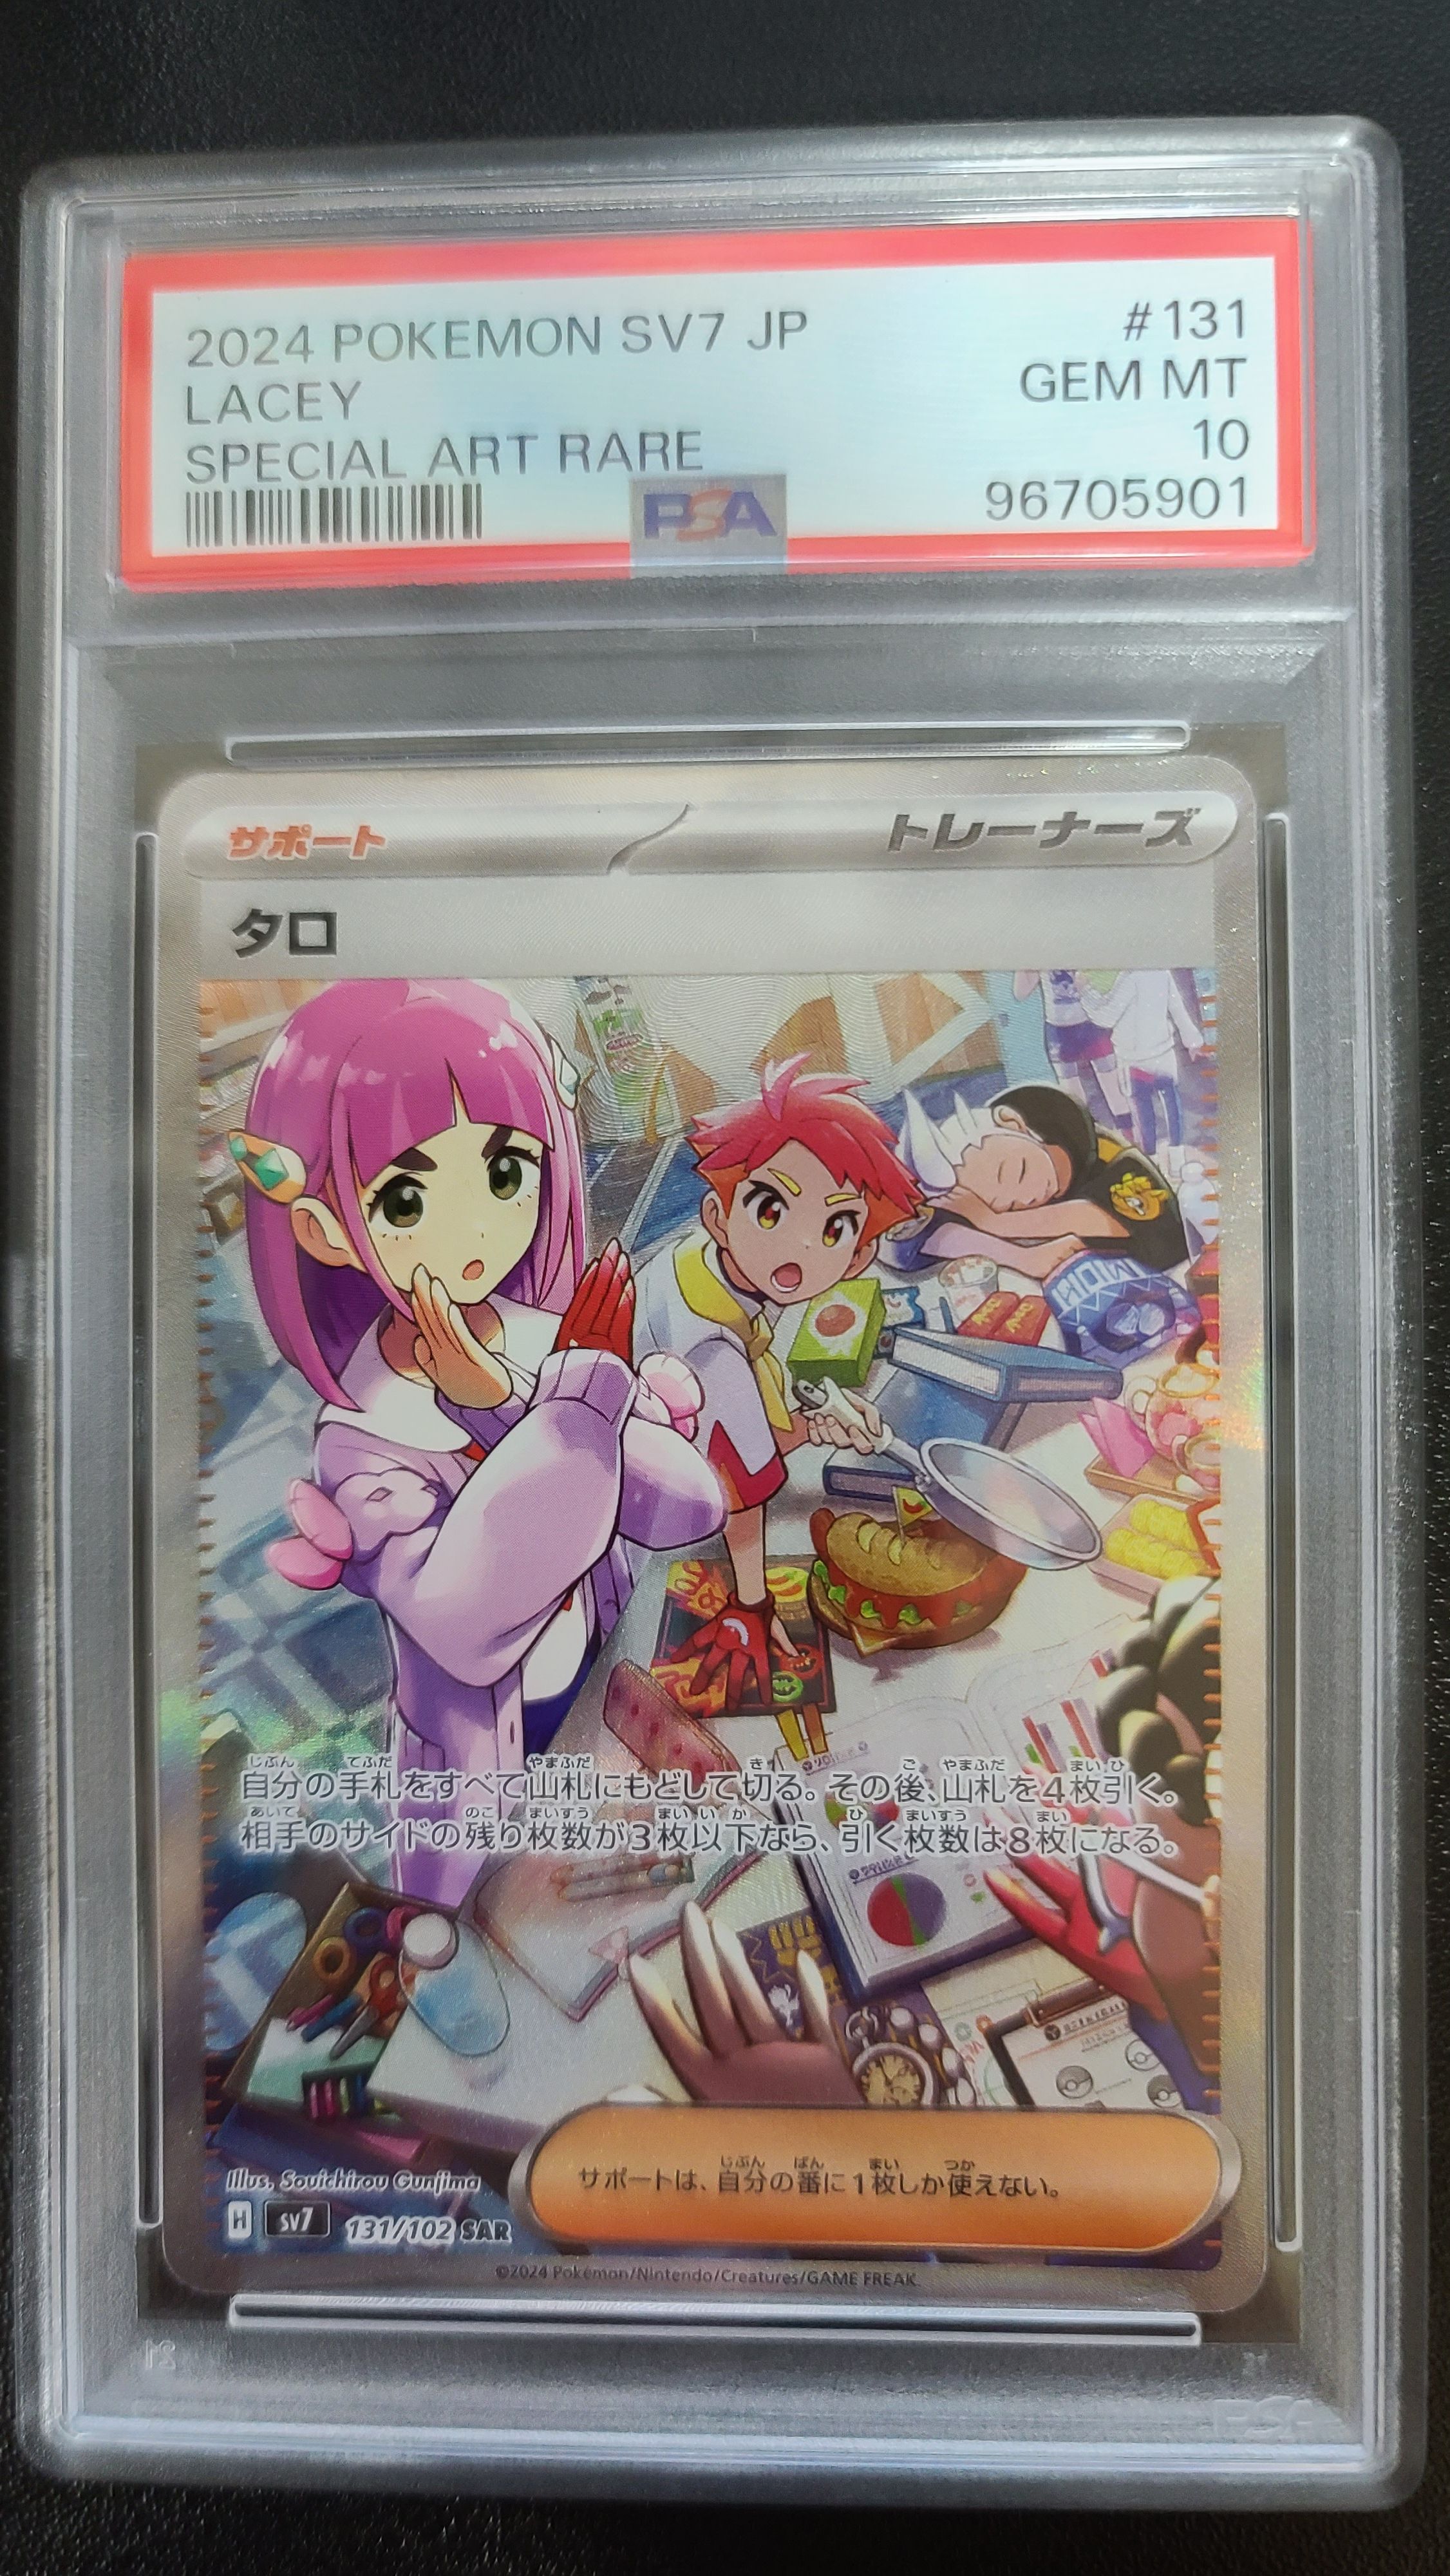 2024 POKEMON SV7 JP #131
LACEY GEM MT
SPECIAL ART RARE 10
PSA 96705901
サポート トレーナーズ
タロ
自分の手札をすべて山札にもどして切る。その後、山札を4枚引く。
相手のサイドの残り枚数が3枚以下なら、引く枚数は8枚になる。
サポートは、自分の番に1枚しか使えない。
Illus. Souichirou Gunjima
H sv7 131/102 SAR
©2024 Pokémon/Nintendo/Creatures/GAME FREAK.